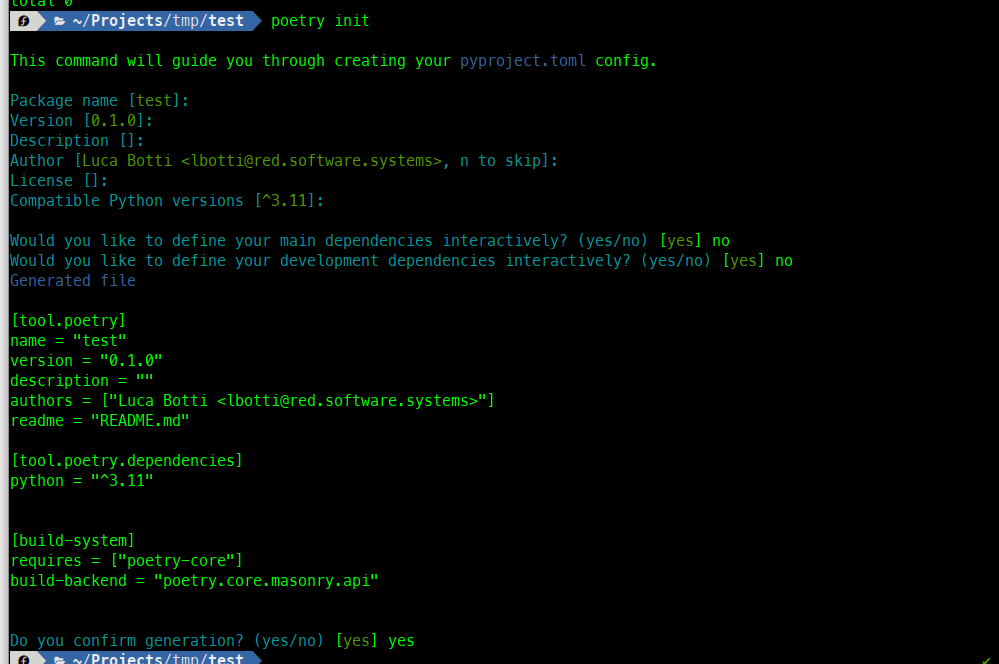 total 0
~/Projects/tmp/test poetry init
This command will guide you through creating your pyproject.toml config.
Package name [test]:
Version [0.1.0]:
Description []:
Author [Luca Botti <lbotti@red.software.systems>, n to skip]:
License []:
Compatible Python versions [^3.11]:
Would you like to define your main dependencies interactively? (yes/no) [yes] no
Would you like to define your development dependencies interactively? (yes/no) [yes] no
Generated file
[tool.poetry]
name = "test"
version = "0.1.0"
description = ""
authors = ["Luca Botti <lbotti@red.software.systems>"]
readme = "README.md"
[tool.poetry.dependencies]
python = "^3.11"
[build-system]
requires = ["poetry-core"]
build-backend = "poetry.core.masonry.api"
Do you confirm generation? (yes/no) [yes] yes
~/Projects/tmp/test